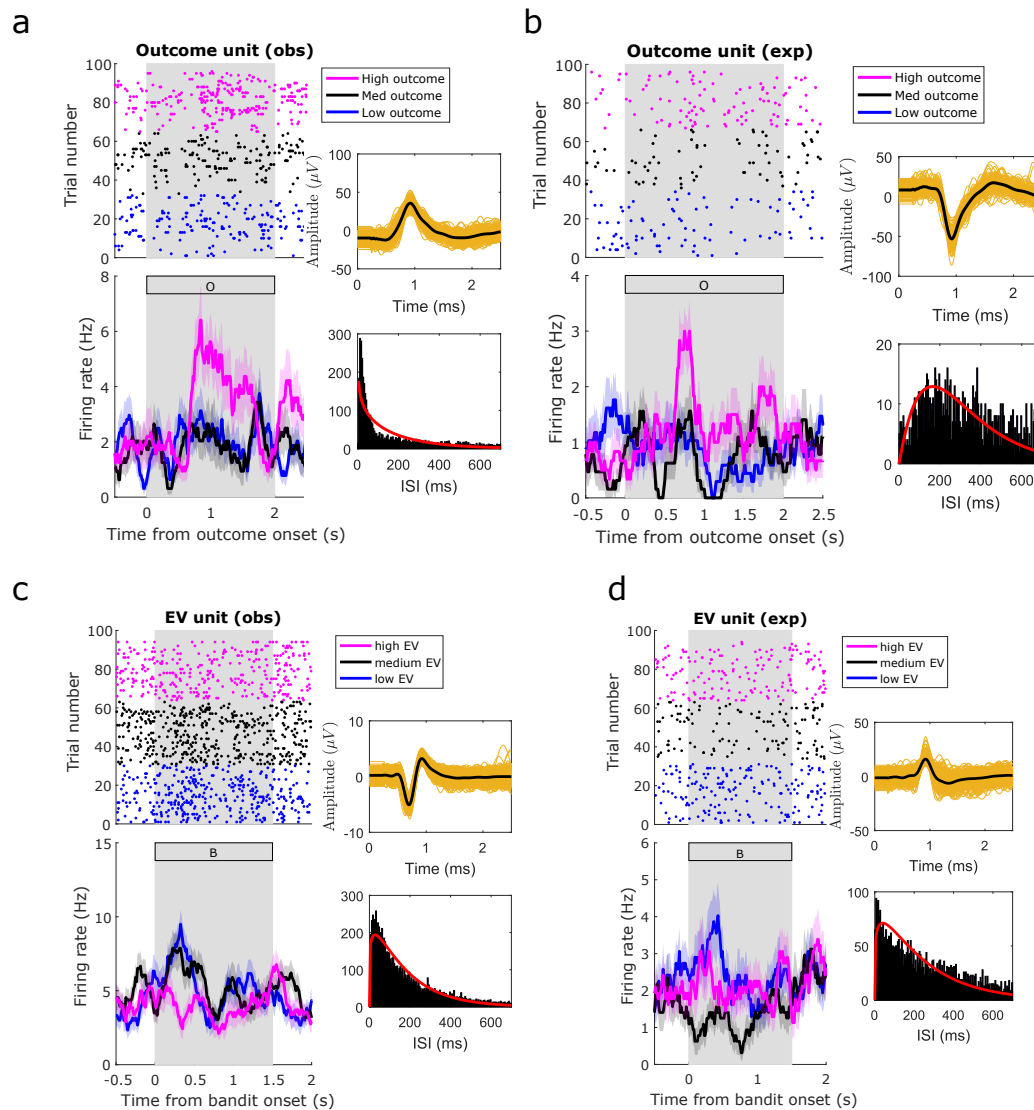 a
Outcome unit (obs)
100
80
60
40
20
0
Trial number
High outcome
Med outcome
Low outcome
100
50
0
-50
Amplitude (μV)
0 1 2
Time (ms)
8
6
4
2
0
Firing rate (Hz)
O
0 1 2
Time from outcome onset (s)
300
200
100
0
0 200 400 600
ISI (ms)
b
Outcome unit (exp)
100
80
60
40
20
0
Trial number
High outcome
Med outcome
Low outcome
50
0
-50
-100
Amplitude (μV)
0 1 2
Time (ms)
4
3
2
1
0
Firing rate (Hz)
O
-0.5 0 0.5 1 1.5 2 2.5
Time from outcome onset (s)
20
10
0
0 200 400 600
ISI (ms)
c
EV unit (obs)
100
80
60
40
20
0
Trial number
high EV
medium EV
low EV
10
0
-10
Amplitude (μV)
0 1 2
Time (ms)
15
10
5
0
Firing rate (Hz)
B
-0.5 0 0.5 1 1.5 2
Time from bandit onset (s)
300
200
100
0
0 200 400 600
ISI (ms)
d
EV unit (exp)
100
80
60
40
20
0
Trial number
high EV
medium EV
low EV
50
0
-50
Amplitude (μV)
0 1 2
Time (ms)
6
5
4
3
2
1
0
Firing rate (Hz)
B
0 1 2
Time from bandit onset (s)
100
50
0
0 200 400 600
ISI (ms)